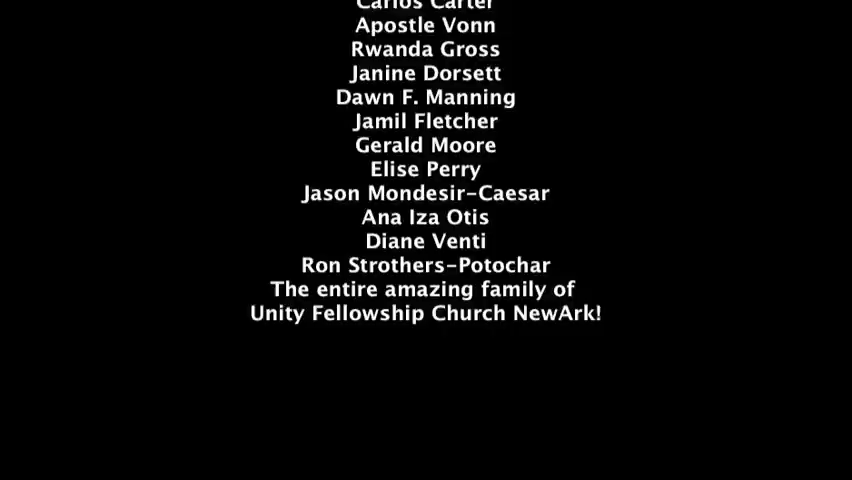 Carlos Carter
Apostle Vonn
Rwanda Gross
Janine Dorsett
Dawn F. Manning
Jamil Fletcher
Gerald Moore
Elise Perry
Jason Mondesir-Caesar
Ana Iza Otis
Diane Venti
Ron Strothers-Potochar
The entire amazing family of
Unity Fellowship Church NewArk!